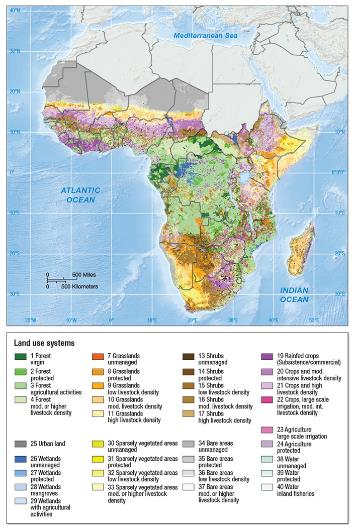 40°N
Mediterranean Sea
ATLANTIC
OCEAN
0 500 Miles
0 500 Kilometers
INDIAN
OCEAN
Land use systems
1 Forest
virgin
2 Forest
protected
3 Forest
agricultural activities
4 Forest
mod. or higher
livestock density
7 Grasslands
unmanaged
8 Grasslands
protected
9 Grasslands
low livestock density
10 Grasslands
mod. livestock density
11 Grasslands
high livestock density
13 Shrubs
unmanaged
14 Shrubs
protected
15 Shrubs
low livestock density
16 Shrubs
mod. livestock density
17 Shrubs
high livestock density
19 Rainfed crops
(Subsistence/commercial)
20 Crops and mod.
intensive livestock density
21 Crops and high
livestock density
22 Crops, large scale
irrigation, mod. int.
livestock density
23 Agriculture
large scale irrigation
24 Agriculture
protected
25 Urban land
26 Wetlands
unmanaged
27 Wetlands
protected
28 Wetlands
mangroves
29 Wetlands
with agricultural
activities
30 Sparsely vegetated areas
unmanaged
31 Sparsely vegetated areas
protected
32 Sparsely vegetated areas
low livestock density
33 Sparsely vegetated areas
mod. or higher livestock
density
34 Bare areas
unmanaged
35 Bare areas
protected
36 Bare areas
low livestock density
37 Bare areas
mod. or higher
livestock density
38 Water
unmanaged
39 Water
protected
40 Water
inland fisheries